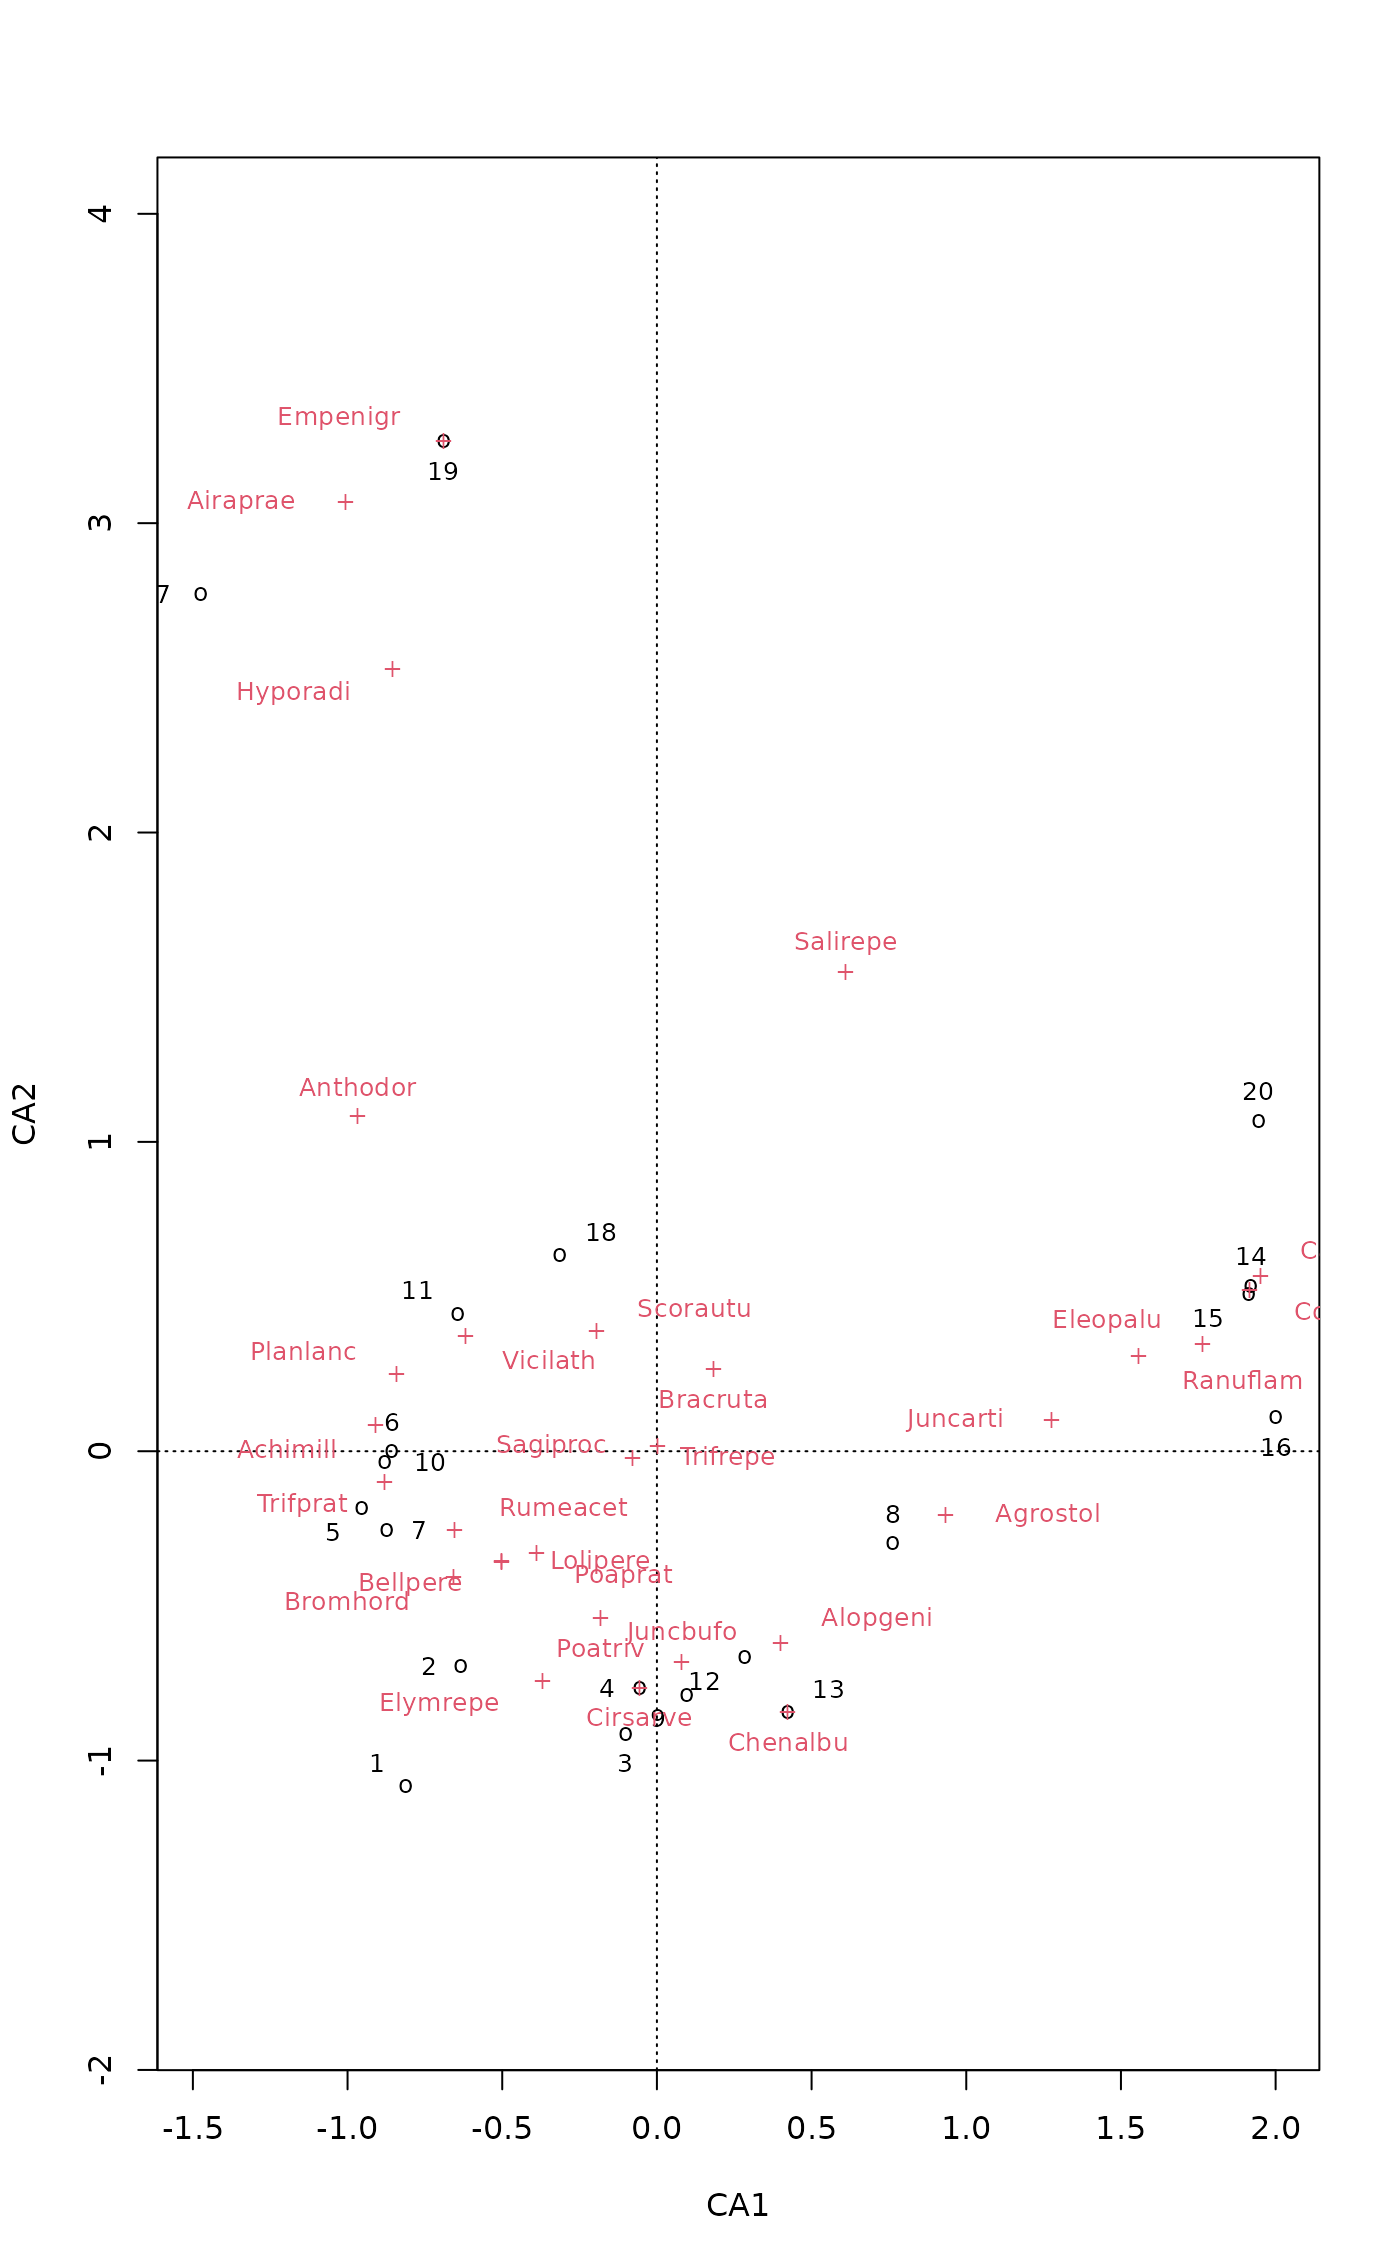 4
Empenigr
19
Airaprae
3
7
Hyporadi
2
Salirepe
CA2
Anthodor
1
20
18
14
C
11
Scorautu
15
Eleopalu
Planlanc
Vicilath
Ranuflam
Bracruta
6
Juncarti
Achimill
Sagiproc
Trifrepe
16
0
10
Trifprat
Rumeacet
8
Agrostol
5
7
Lolipere
Poaprat
Bellpere
Bromhord
Alopgeni
Juncbufo
Poatriv
2
12
4
13
Elymrepe
Cirsarve
9
Chenalbu
1
3
-1
-2
-1.5 -1.0 -0.5 0.0 0.5 1.0 1.5 2.0
CA1